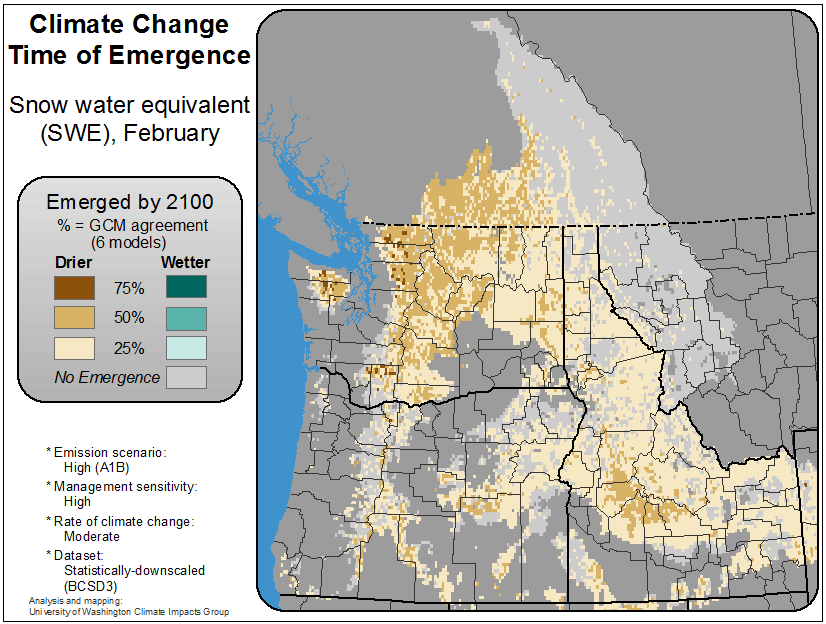 Climate Change
Time of Emergence
Snow water equivalent
(SWE), February
Emerged by 2100
% = GCM agreement
(6 models)
Drier Wetter
75%
50%
25%
No Emergence
* Emission scenario:
High (A1B)
* Management sensitivity:
High
* Rate of climate change:
Moderate
* Dataset:
Statistically-downscaled
(BCSD3)
Analysis and mapping:
University of Washington Climate Impacts Group